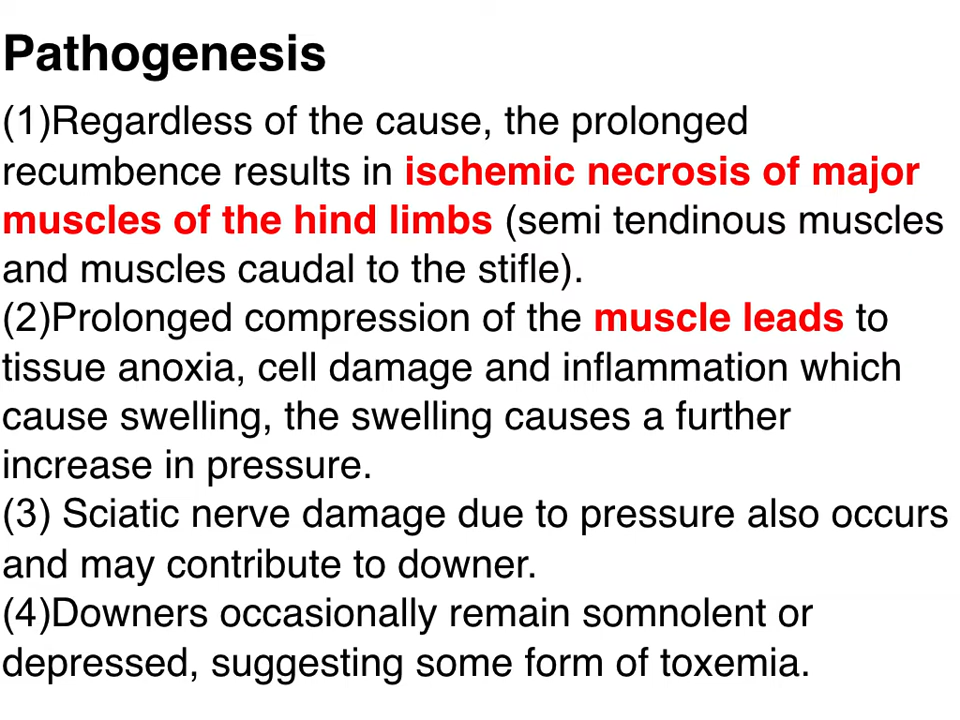 Pathogenesis
(1)Regardless of the cause, the prolonged
recumbence results in ischemic necrosis of major
muscles of the hind limbs (semi tendinous muscles
and muscles caudal to the stifle).
(2)Prolonged compression of the muscle leads to
tissue anoxia, cell damage and inflammation which
cause swelling, the swelling causes a further
increase in pressure.
(3) Sciatic nerve damage due to pressure also occurs
and may contribute to downer.
(4)Downers occasionally remain somnolent or
depressed, suggesting some form of toxemia.